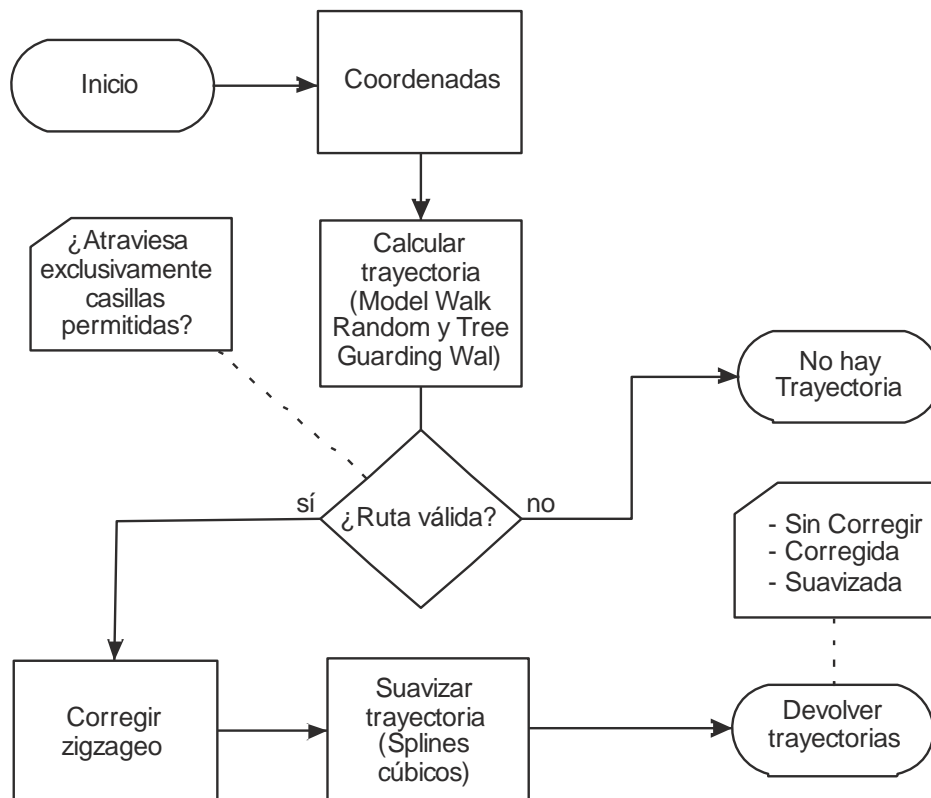 Inicio
Coordenadas
¿Atraviesa
exclusivamente
casillas
permitidas?
Calcular
trayectoria
(Model Walk
Random y Tree
Guarding Wal)
No hay
Trayectoria
sí
¿Ruta válida?
no
- Sin Corregir
- Corregida
- Suavizada
Corregir
zigzageo
Suavizar
trayectoria
(Splines
cúbicos)
Devolver
trayectorias